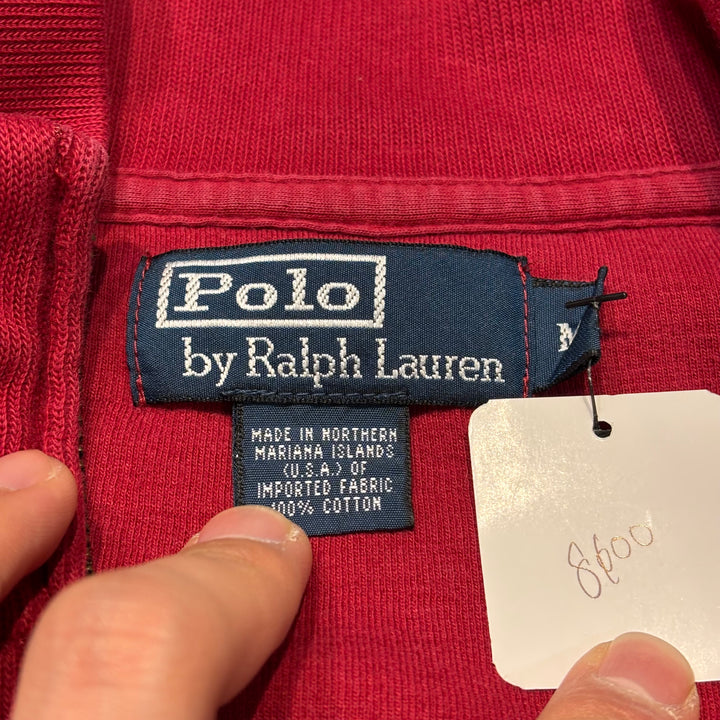 Polo
by Ralph Lauren
M
MADE IN NORTHERN
MARIANA ISLANDS
(U.S.A.) OF
IMPORTED FABRIC
100% COTTON
8600